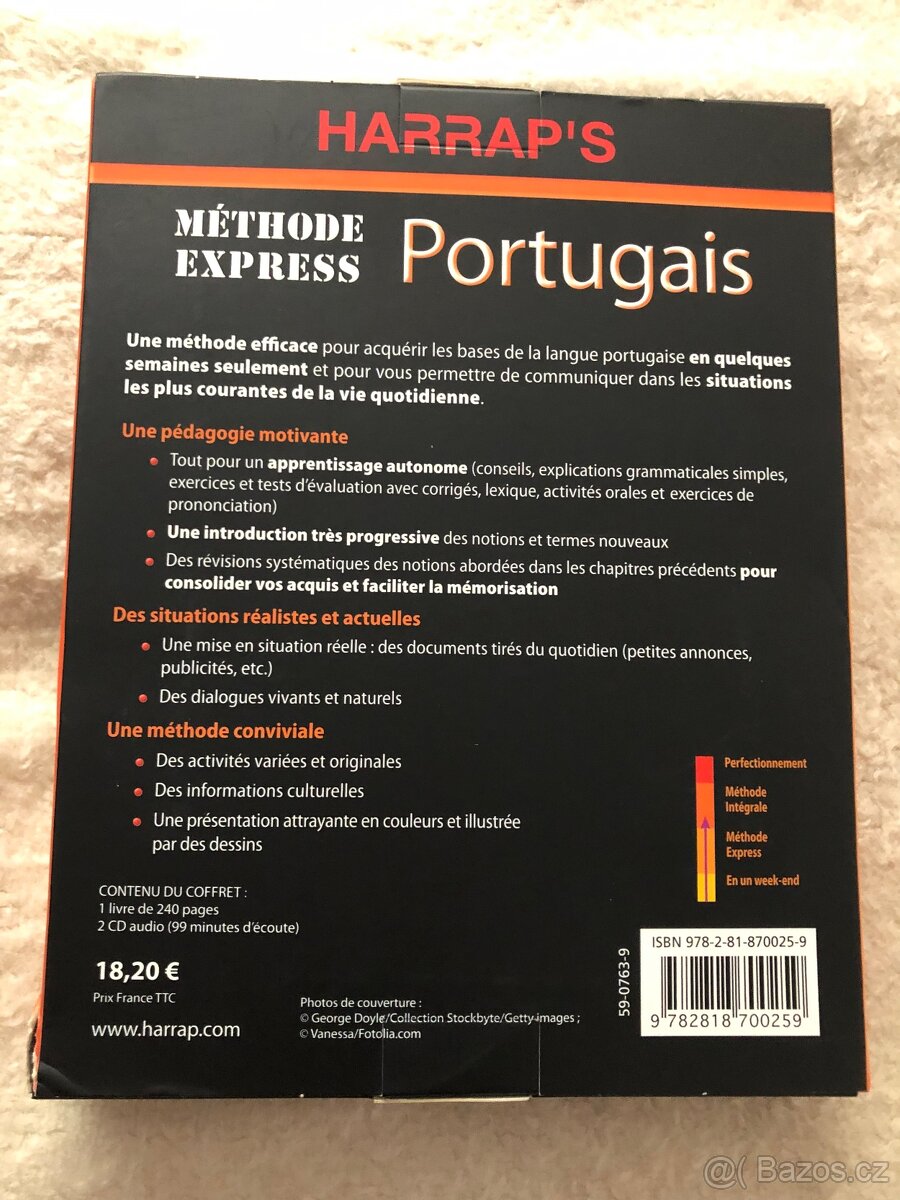 HARRAP'S
MÉTHODE
EXPRESS
Portugais
Une méthode efficace pour acquérir les bases de la langue portugaise en quelques
semaines seulement et pour vous permettre de communiquer dans les situations
les plus courantes de la vie quotidienne.
Une pédagogie motivante
• Tout pour un apprentissage autonome (conseils, explications grammaticales simples,
exercices et tests d'évaluation avec corrigés, lexique, activités orales et exercices de
prononciation)
• Une introduction très progressive des notions et termes nouveaux
• Des révisions systématiques des notions abordées dans les chapitres précédents pour
consolider vos acquis et faciliter la mémorisation
Des situations réalistes et actuelles
• Une mise en situation réelle : des documents tirés du quotidien (petites annonces,
publicités, etc.)
• Des dialogues vivants et naturels
Une méthode conviviale
• Des activités variées et originales
• Des informations culturelles
• Une présentation attrayante en couleurs et illustrée
par des dessins
Perfectionnement
Méthode
Intégrale
Méthode
Express
En un week-end
CONTENU DU COFFRET :
1 livre de 240 pages
2 CD audio (99 minutes d'écoute)
18,20 €
Prix France TTC
www.harrap.com
Photos de couverture :
© George Doyle/Collection Stockbyte/Getty-images ;
© Vanessa/Fotolia.com
59-0763-9
ISBN 978-2-81-870025-9
9 782818 700259
@( Bazos.cz